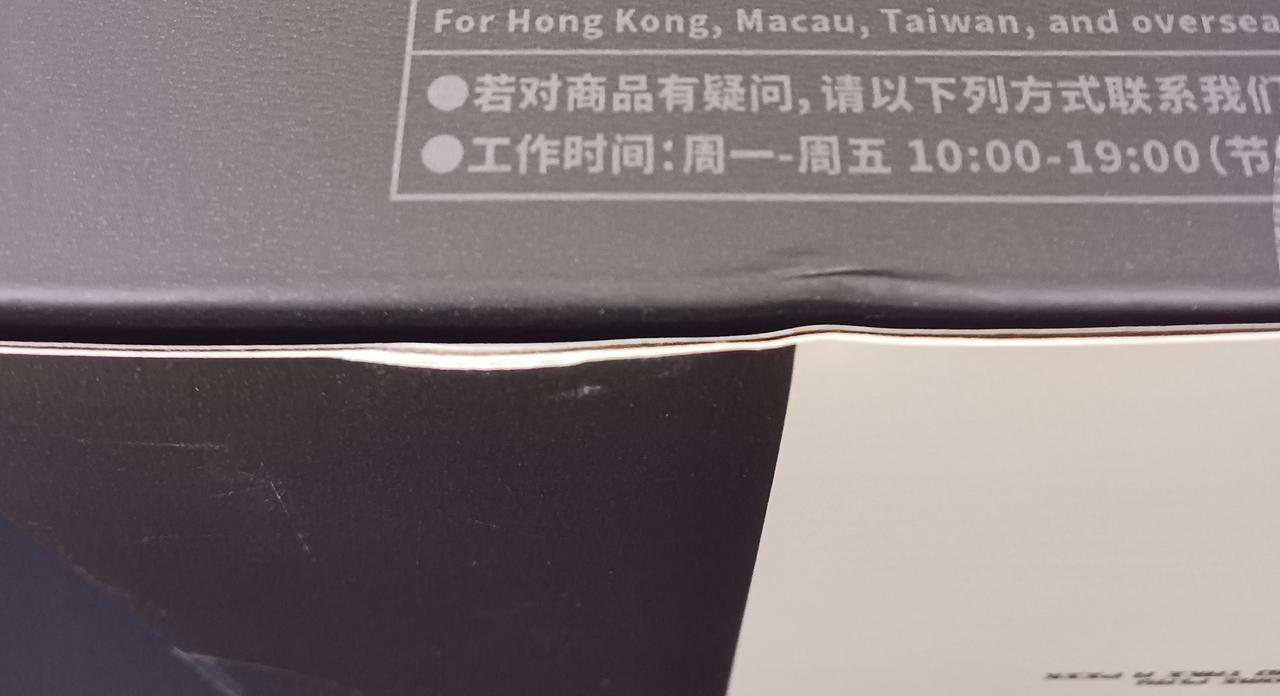 For Hong Kong, Macau, Taiwan, and oversea
●若对商品有疑问,请以下列方式联系我们
●工作时间:周一-周五 10:00-19:00(节